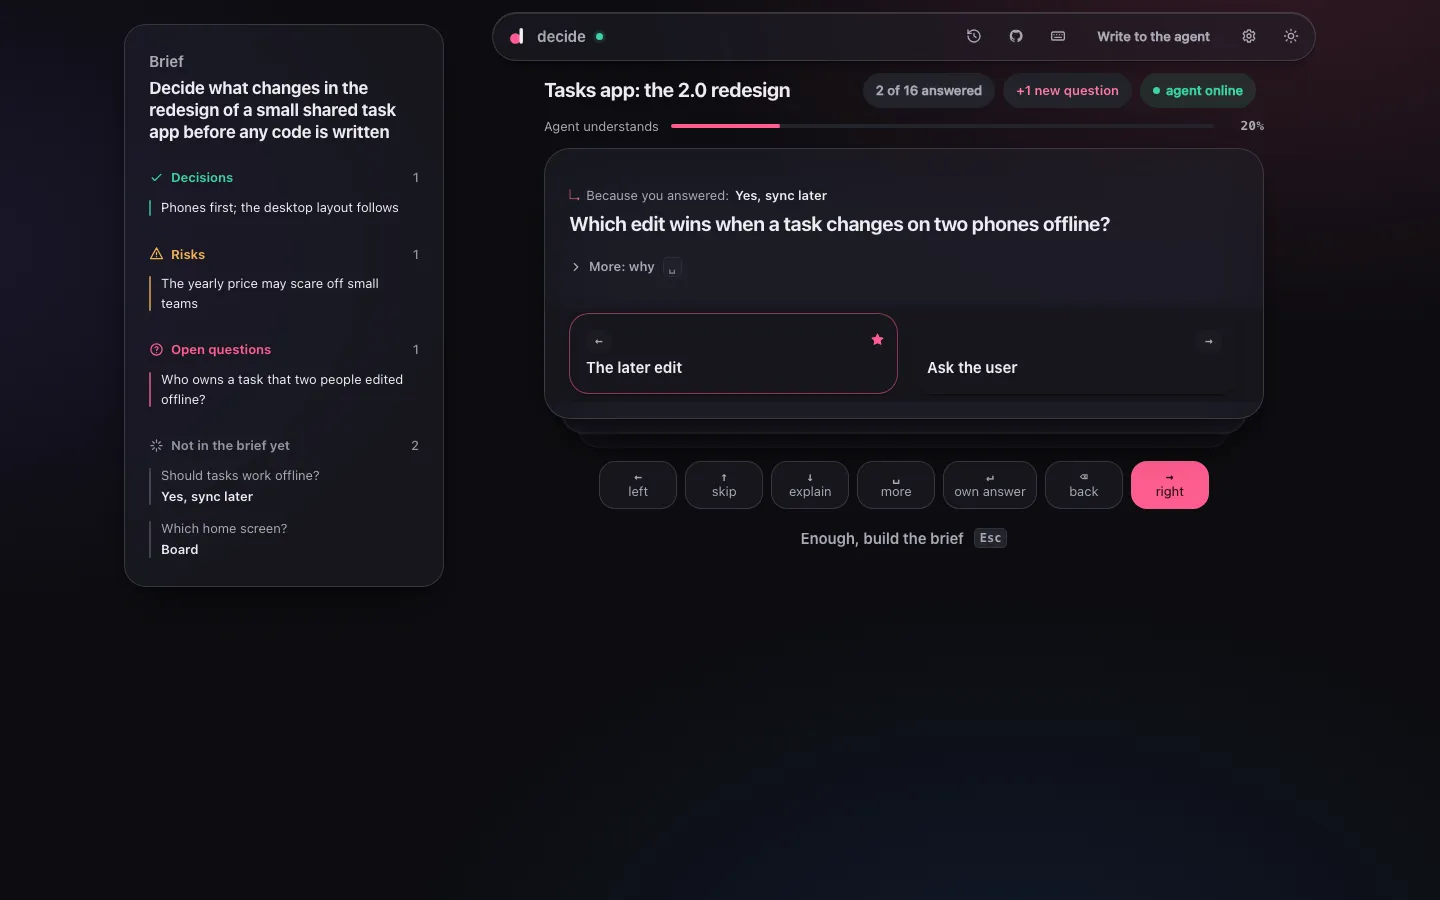 Brief
Decide what changes in the
redesign of a small shared task
app before any code is written
Decisions 1
Phones first; the desktop layout follows
Risks 1
The yearly price may scare off small
teams
Open questions 1
Who owns a task that two people edited
offline?
Not in the brief yet 2
Should tasks work offline?
Yes, sync later
Which home screen?
Board
decide
Write to the agent
Tasks app: the 2.0 redesign
2 of 16 answered
+1 new question
agent online
Agent understands 20%
Because you answered: Yes, sync later
Which edit wins when a task changes on two phones offline?
More: why ␣
← →
The later edit
Ask the user
← left
↑ skip
↓ explain
␣ more
↵ own answer
⌫ back
→ right
Enough, build the brief Esc